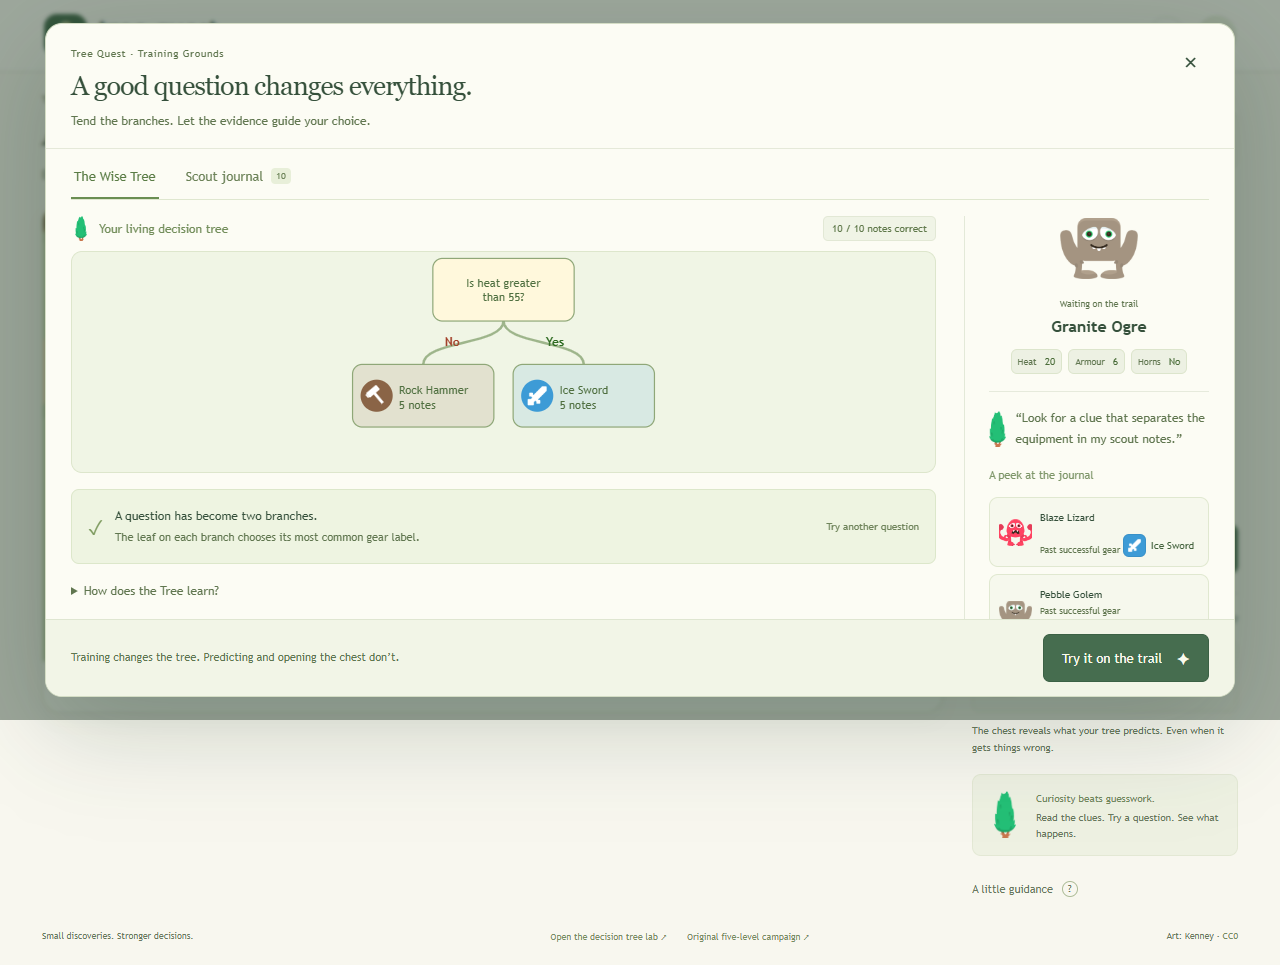 Tree Quest · Training Grounds
A good question changes everything.
Tend the branches. Let the evidence guide your choice.
The Wise Tree
Scout journal 10
Your living decision tree
10 / 10 notes correct
Is heat greater
than 55?
No
Yes
Rock Hammer
5 notes
Ice Sword
5 notes
A question has become two branches.
The leaf on each branch chooses its most common gear label.
Try another question
How does the Tree learn?
Waiting on the trail
Granite Ogre
Heat 20
Armour 6
Horns No
“Look for a clue that separates the
equipment in my scout notes.”
A peek at the journal
Blaze Lizard
Past successful gear Ice Sword
Pebble Golem
Past successful gear
Training changes the tree. Predicting and opening the chest don’t.
Try it on the trail
The chest reveals what your tree predicts. Even when it
gets things wrong.
Curiosity beats guesswork.
Read the clues. Try a question. See what
happens.
A little guidance ?
Small discoveries. Stronger decisions.
Open the decision tree lab ↗
Original five-level campaign ↗
Art: Kenney · CC0